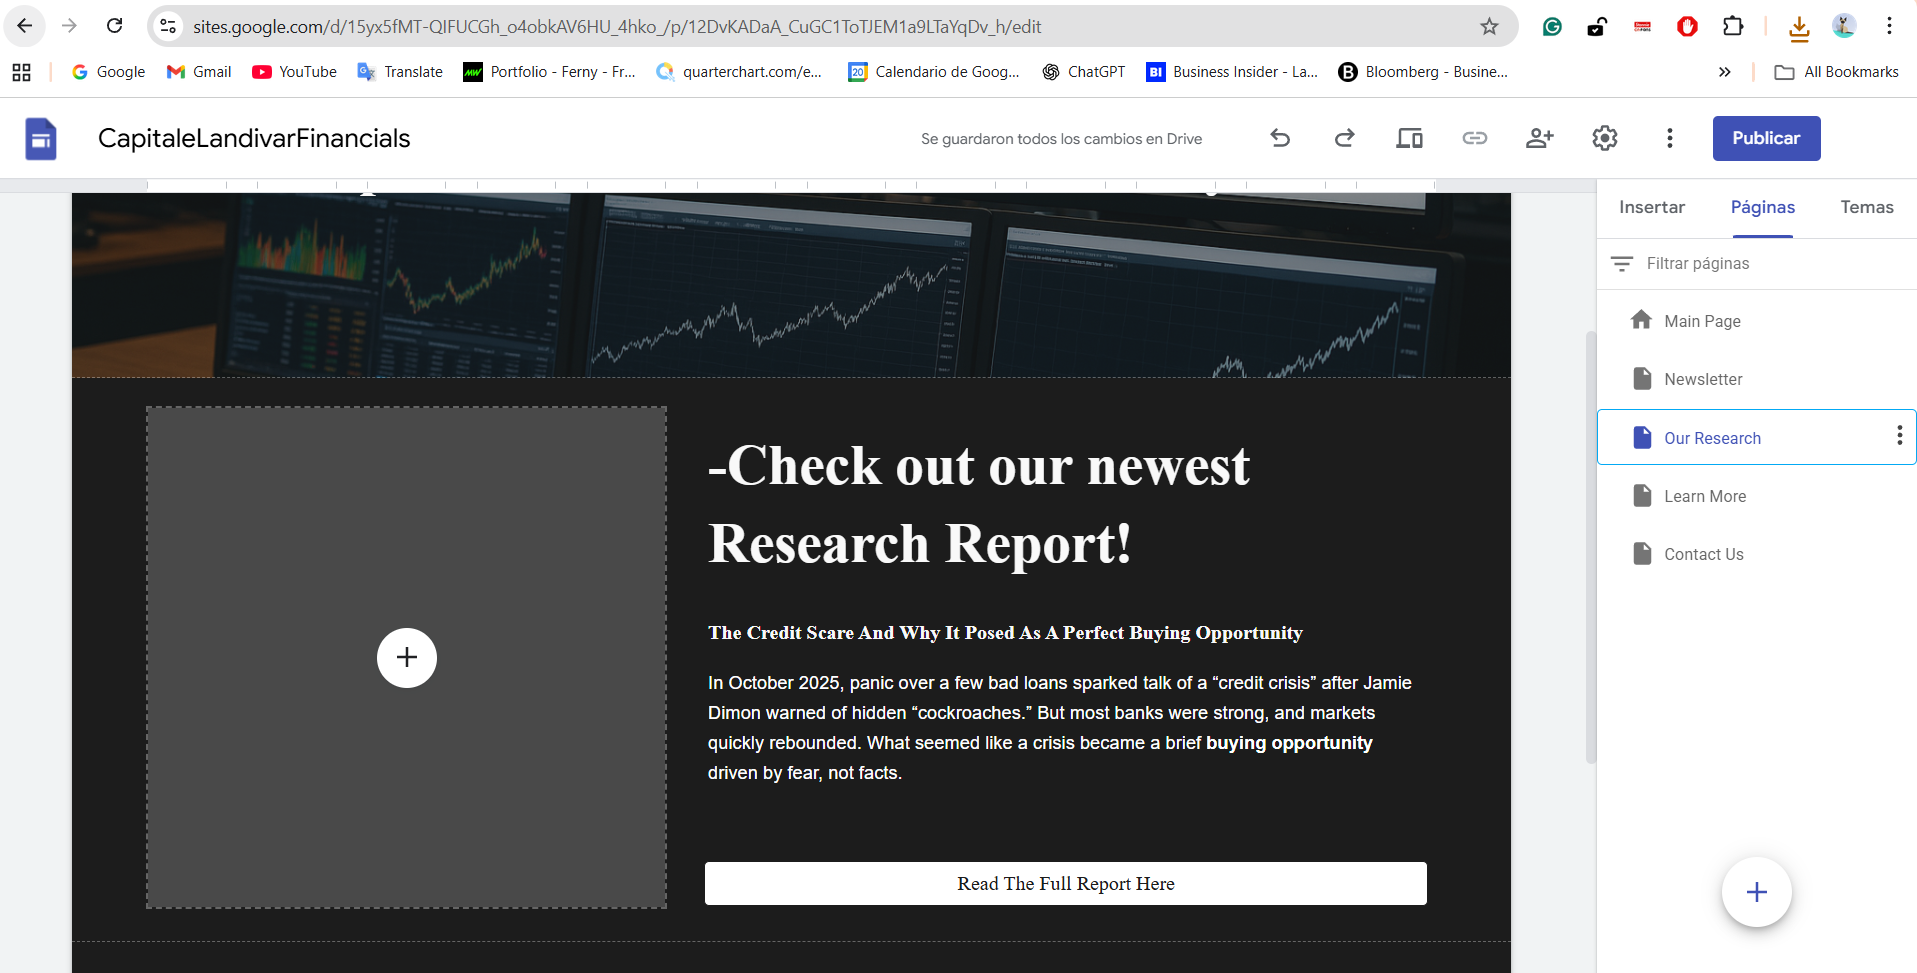 sites.google.com/d/15yx5fMT-QIFUCGh_o4obkAV6HU_4hko_/p/12DvKADaA_CuGC1ToTJEM1a9LTaYqDv_h/edit
Google
Gmail
YouTube
Translate
Portfolio - Ferny - Fr...
quarterchart.com/e...
Calendario de Goog...
ChatGPT
BI
Business Insider - La...
Bloomberg - Busine...
»
All Bookmarks
CapitaleLandivarFinancials
Se guardaron todos los cambios en Drive
Publicar
Insertar
Páginas
Temas
Filtrar páginas
Main Page
Newsletter
Our Research
Learn More
Contact Us
-Check out our newest
Research Report!
The Credit Scare And Why It Posed As A Perfect Buying Opportunity
In October 2025, panic over a few bad loans sparked talk of a “credit crisis” after Jamie
Dimon warned of hidden “cockroaches.” But most banks were strong, and markets
quickly rebounded. What seemed like a crisis became a brief buying opportunity
driven by fear, not facts.
Read The Full Report Here